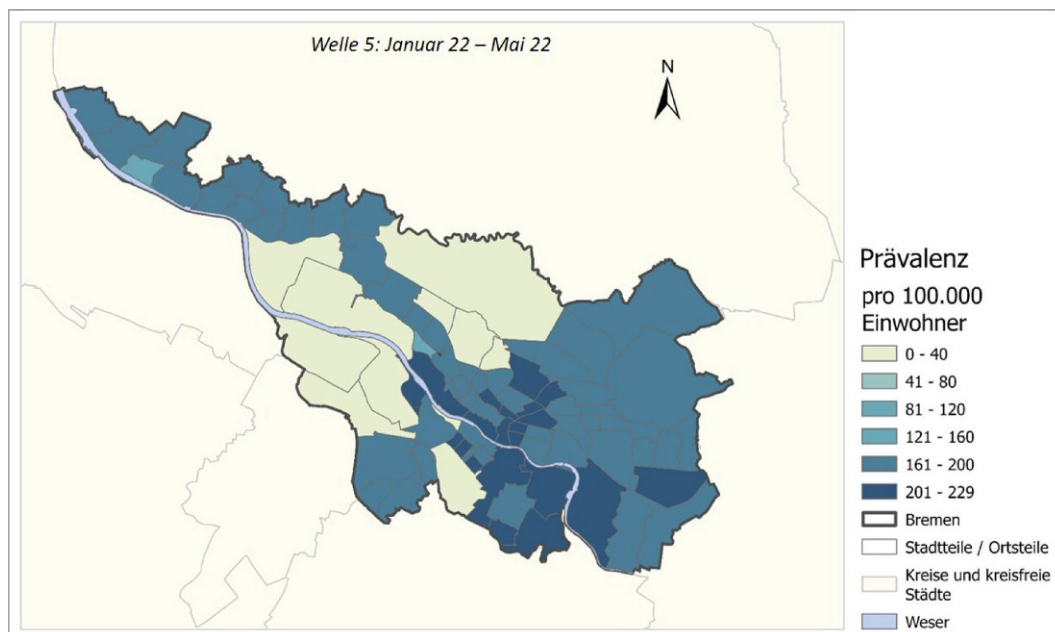 Welle 5: Januar 22 – Mai 22
N
Prävalenz
pro 100.000
Einwohner
0 - 40
41 - 80
81 - 120
121 - 160
161 - 200
201 - 229
Bremen
Stadtteile / Ortsteile
Kreise und kreisfreie
Städte
Weser